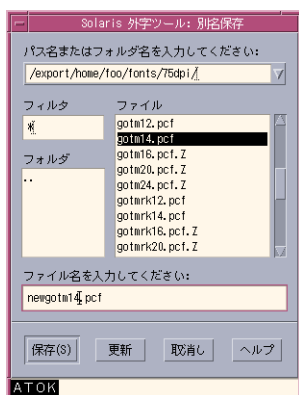 Solaris 外字ツール: 別名保存
パス名またはフォルダ名を入力してください:
/export/home/foo/fonts/75dpi/
フィルタ
ファイル
*
gotm12.pcf
gotm14.pcf
フォルダ
gotm16.pcf.Z
..
gotm20.pcf.Z
gotm24.pcf.Z
gotmrk12.pcf
gotmrk14.pcf
gotmrk16.pcf.Z
gotmrk20.pcf.Z
ファイル名を入力してください:
newgotm14.pcf
保存(S)
更新
取消し
ヘルプ
ATOK